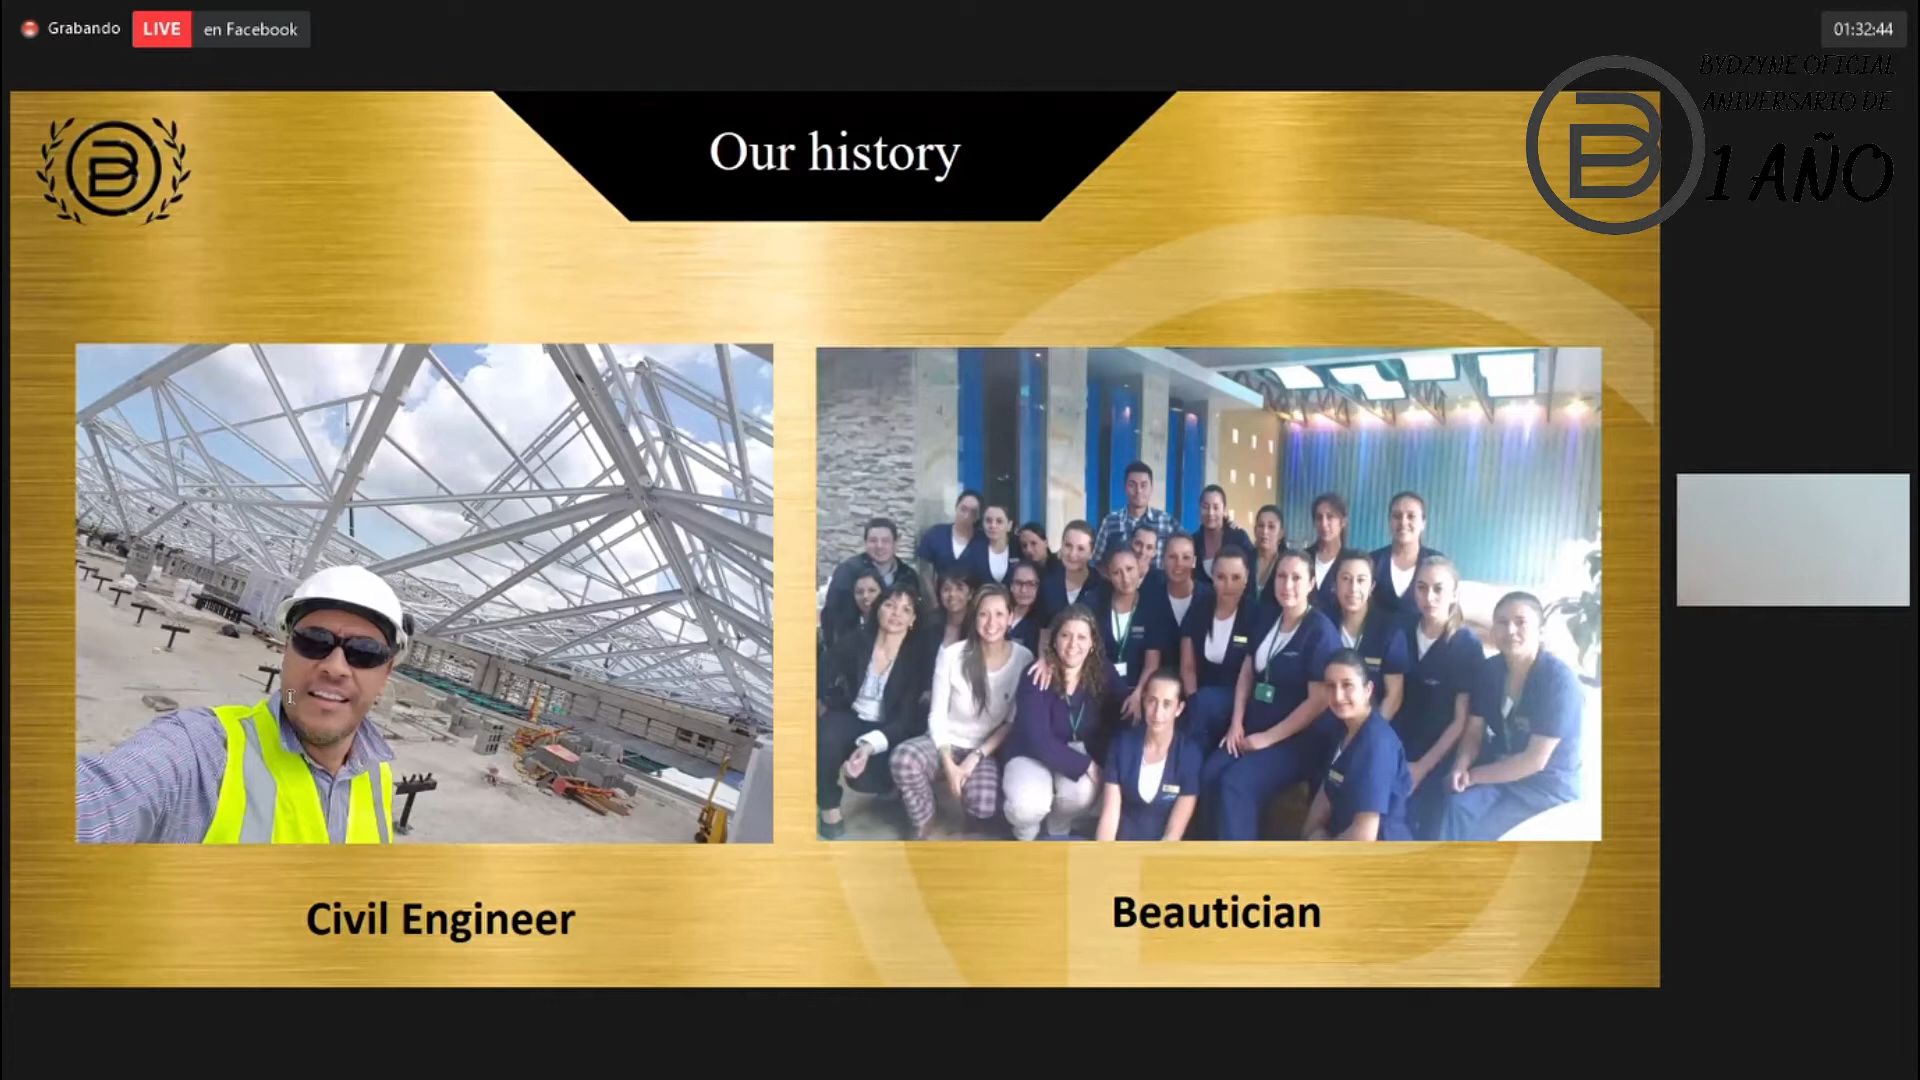 Grabando
LIVE en Facebook
01:32:44
BYDZYNE OFICIAL
ANIVERSARIO DE
1 AÑO
Our history
Civil Engineer
Beautician